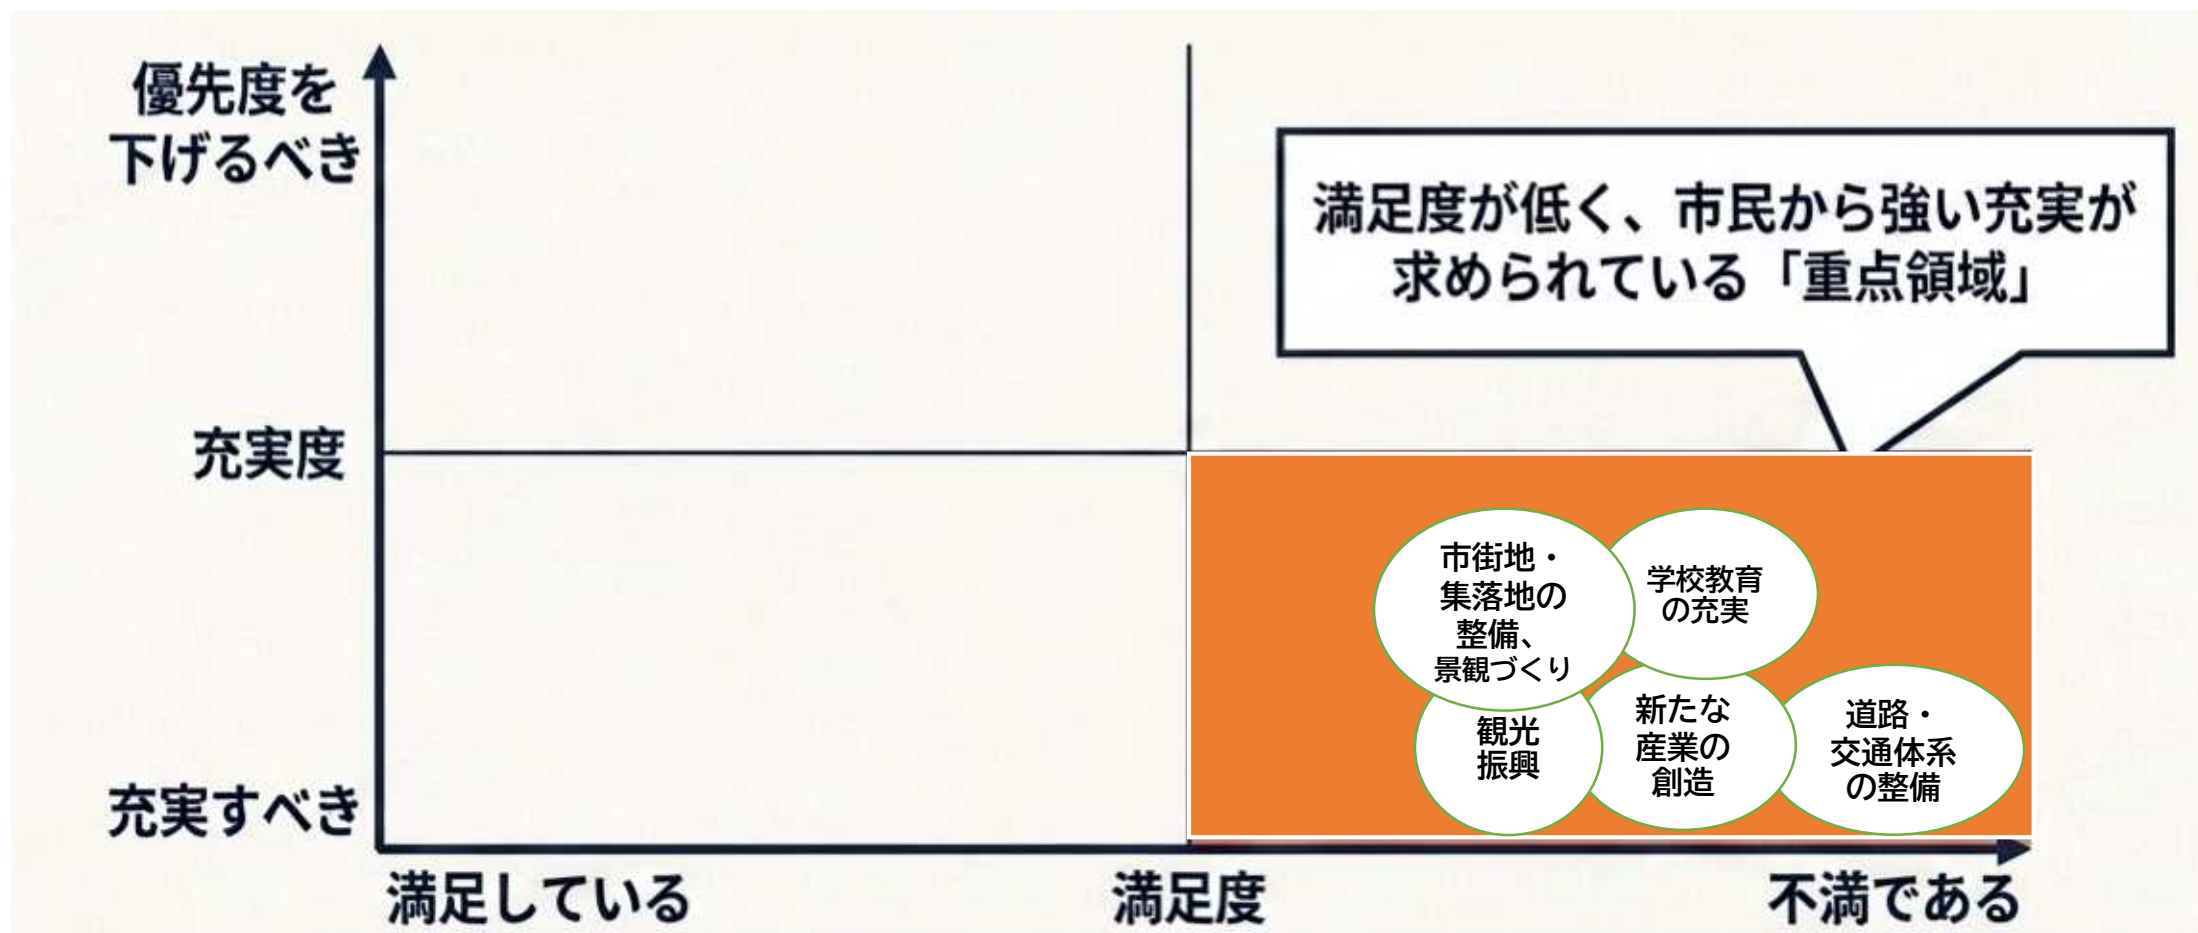 優先度を
下げるべき
満足度が低く、市民から強い充実が
求められている「重点領域」
充実度
市街地・
集落地の
整備、
景観づくり
学校教育
の充実
観光
振興
新たな
産業の
創造
道路・
交通体系
の整備
充実すべき
満足している
満足度
不満である